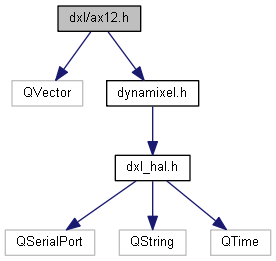 dxl/ax12.h
QVector
dynamixel.h
dxl_hal.h
QSerialPort
QString
QTime